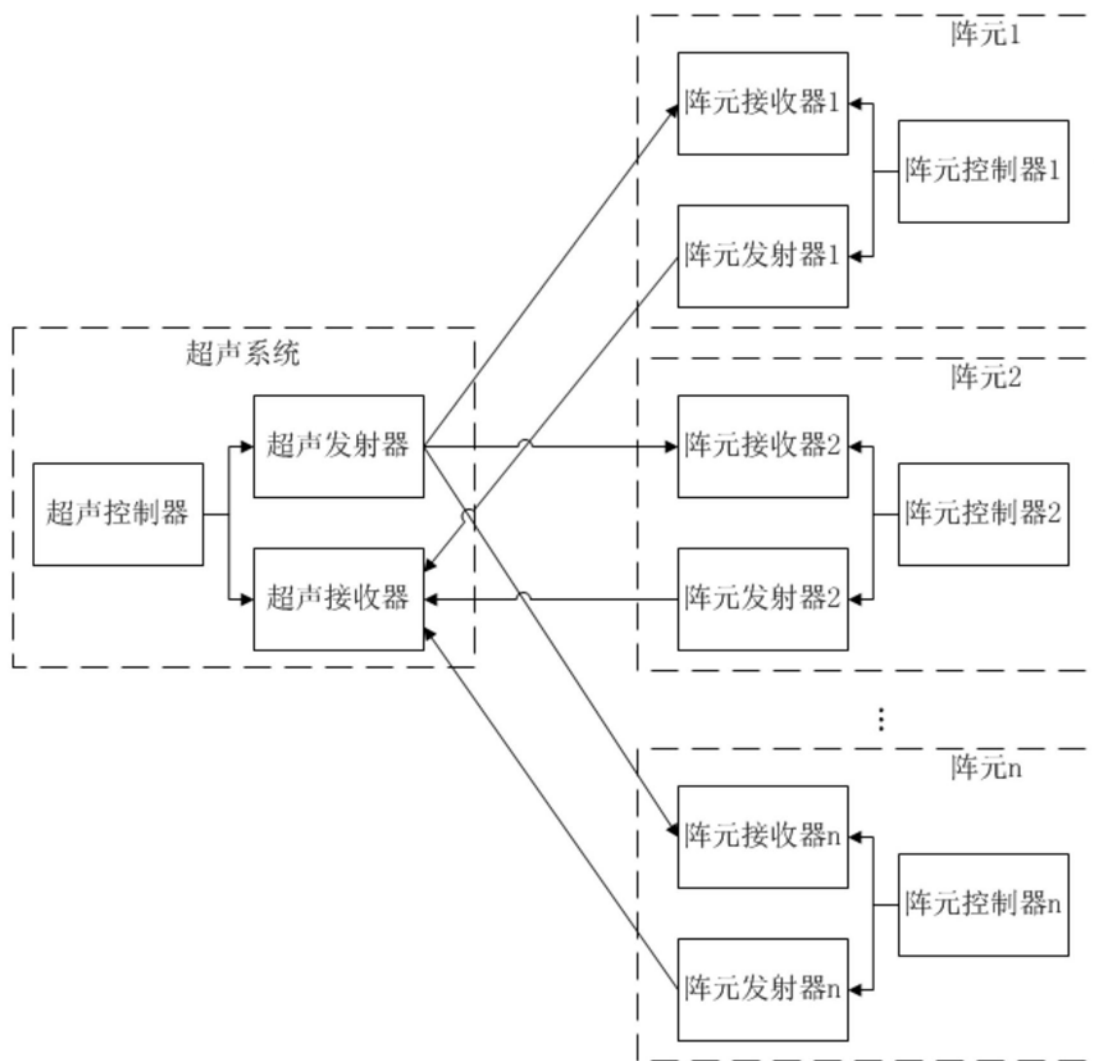 阵元1
阵元接收器1
阵元控制器1
阵元发射器1
超声系统
超声发射器
超声控制器
超声接收器
阵元2
阵元接收器2
阵元控制器2
阵元发射器2
⋮
阵元n
阵元接收器n
阵元控制器n
阵元发射器n